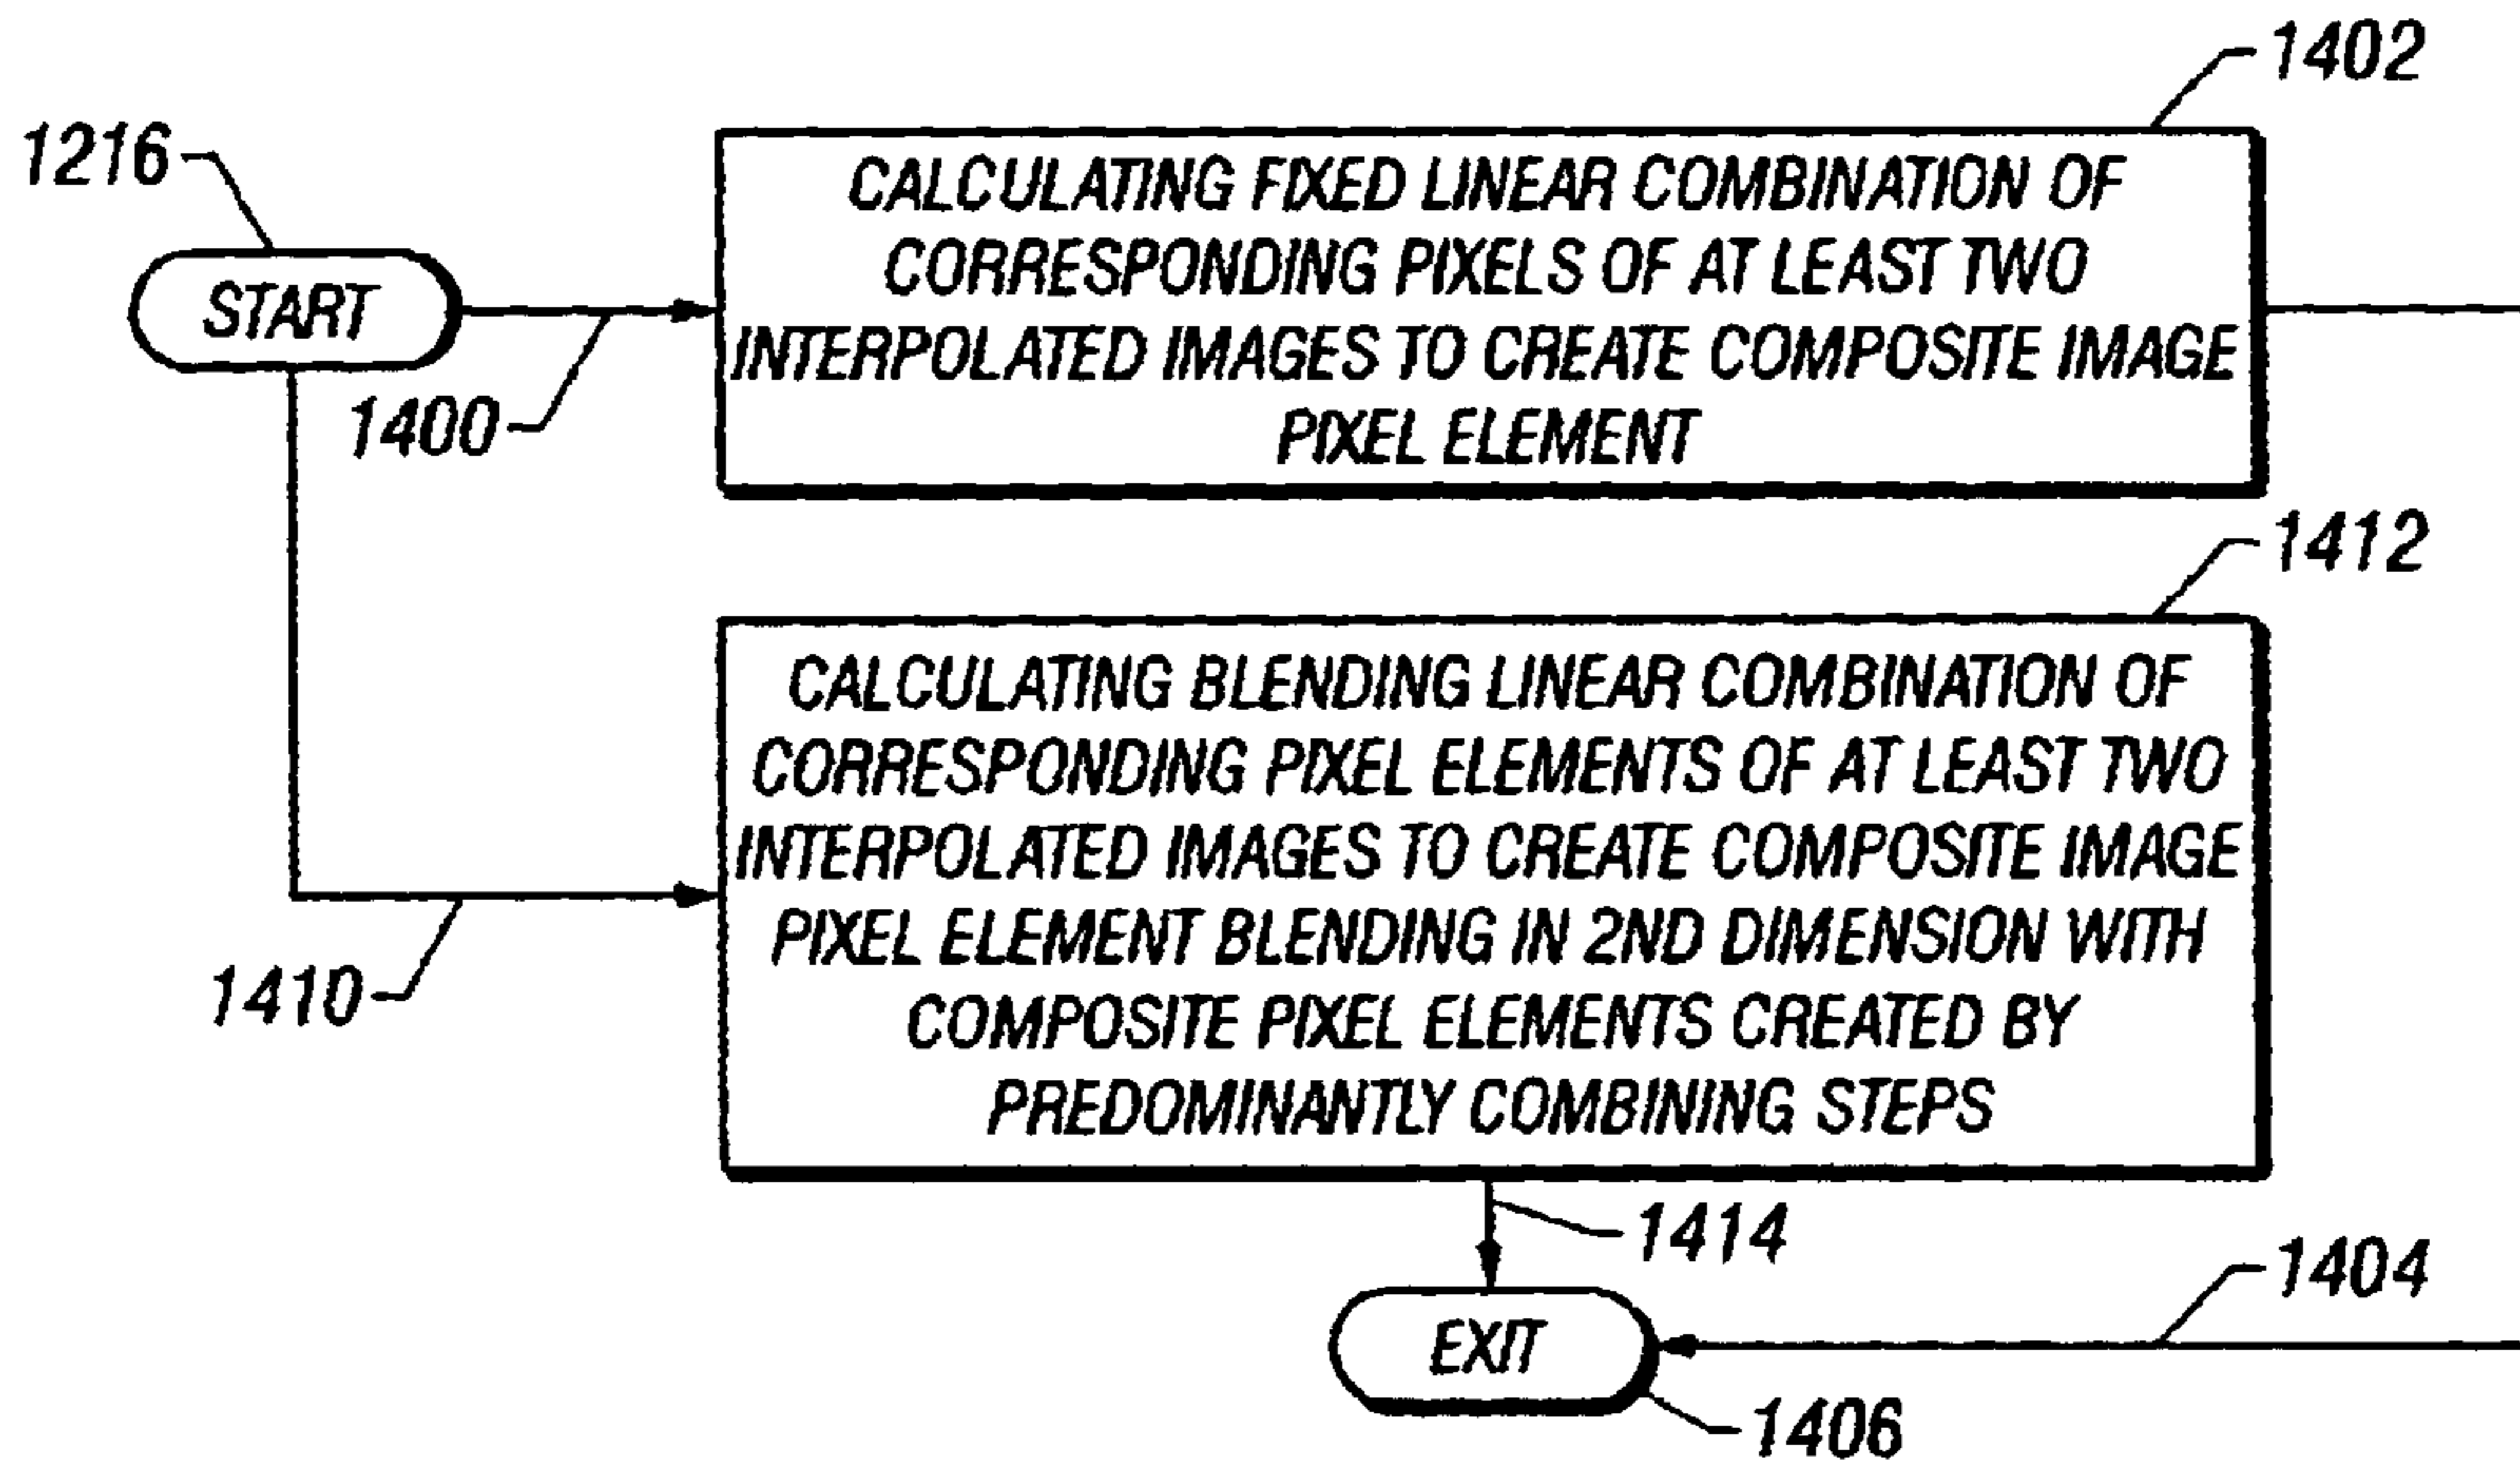 1402
1216
CALCULATING FIXED LINEAR COMBINATION OF
CORRESPONDING PIXELS OF AT LEAST TWO
INTERPOLATED IMAGES TO CREATE COMPOSITE IMAGE
PIXEL ELEMENT
START
1400
1412
CALCULATING BLENDING LINEAR COMBINATION OF
CORRESPONDING PIXEL ELEMENTS OF AT LEAST TWO
INTERPOLATED IMAGES TO CREATE COMPOSITE IMAGE
PIXEL ELEMENT BLENDING IN 2ND DIMENSION WITH
COMPOSITE PIXEL ELEMENTS CREATED BY
PREDOMINANTLY COMBINING STEPS
1410
1414
1404
EXIT
1406